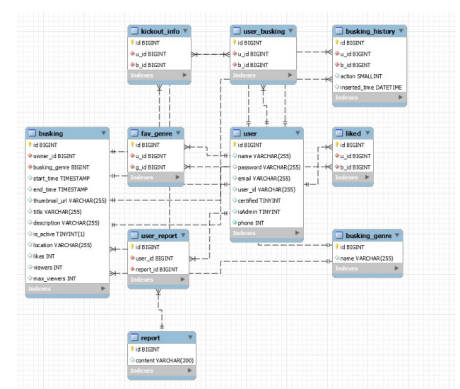 kickout_info
id BIGINT
u_id BIGINT
b_id BIGINT
Indexes
user_busking
id BIGINT
u_id BIGINT
b_id BIGINT
Indexes
busking_history
id BIGINT
u_id BIGINT
b_id BIGINT
action SMALLINT
inserted_time DATETIME
Indexes
busking
id BIGINT
owner_id BIGINT
busking_genre BIGINT
start_time TIMESTAMP
end_time TIMESTAMP
thumbnail_url VARCHAR(255)
title VARCHAR(255)
description VARCHAR(255)
is_active TINYINT(1)
location VARCHAR(255)
likes INT
viewers INT
max_viewers INT
Indexes
fav_genre
id BIGINT
u_id BIGINT
g_id BIGINT
Indexes
user
id BIGINT
name VARCHAR(255)
password VARCHAR(255)
email VARCHAR(255)
user_id VARCHAR(255)
certified TINYINT
isAdmin TINYINT
phone INT
Indexes
liked
id BIGINT
u_id BIGINT
b_id BIGINT
Indexes
user_report
id BIGINT
user_id BIGINT
report_id BIGINT
Indexes
busking_genre
id BIGINT
name VARCHAR(255)
Indexes
report
id BIGINT
content VARCHAR(200)
Indexes